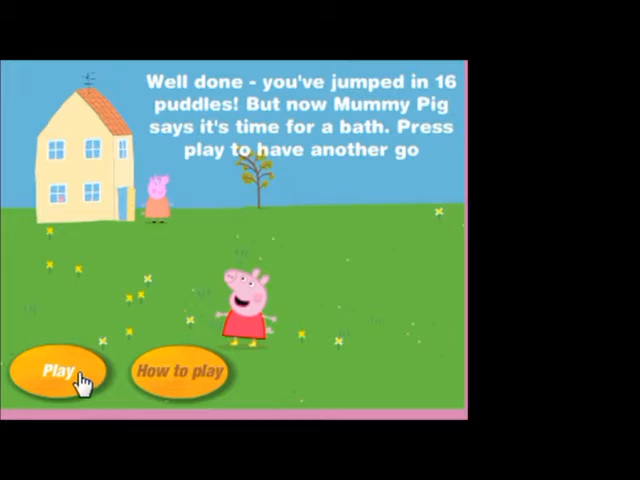 Well done - you've jumped in 16
puddles! But now Mummy Pig
says it's time for a bath. Press
play to have another go
Play
How to play